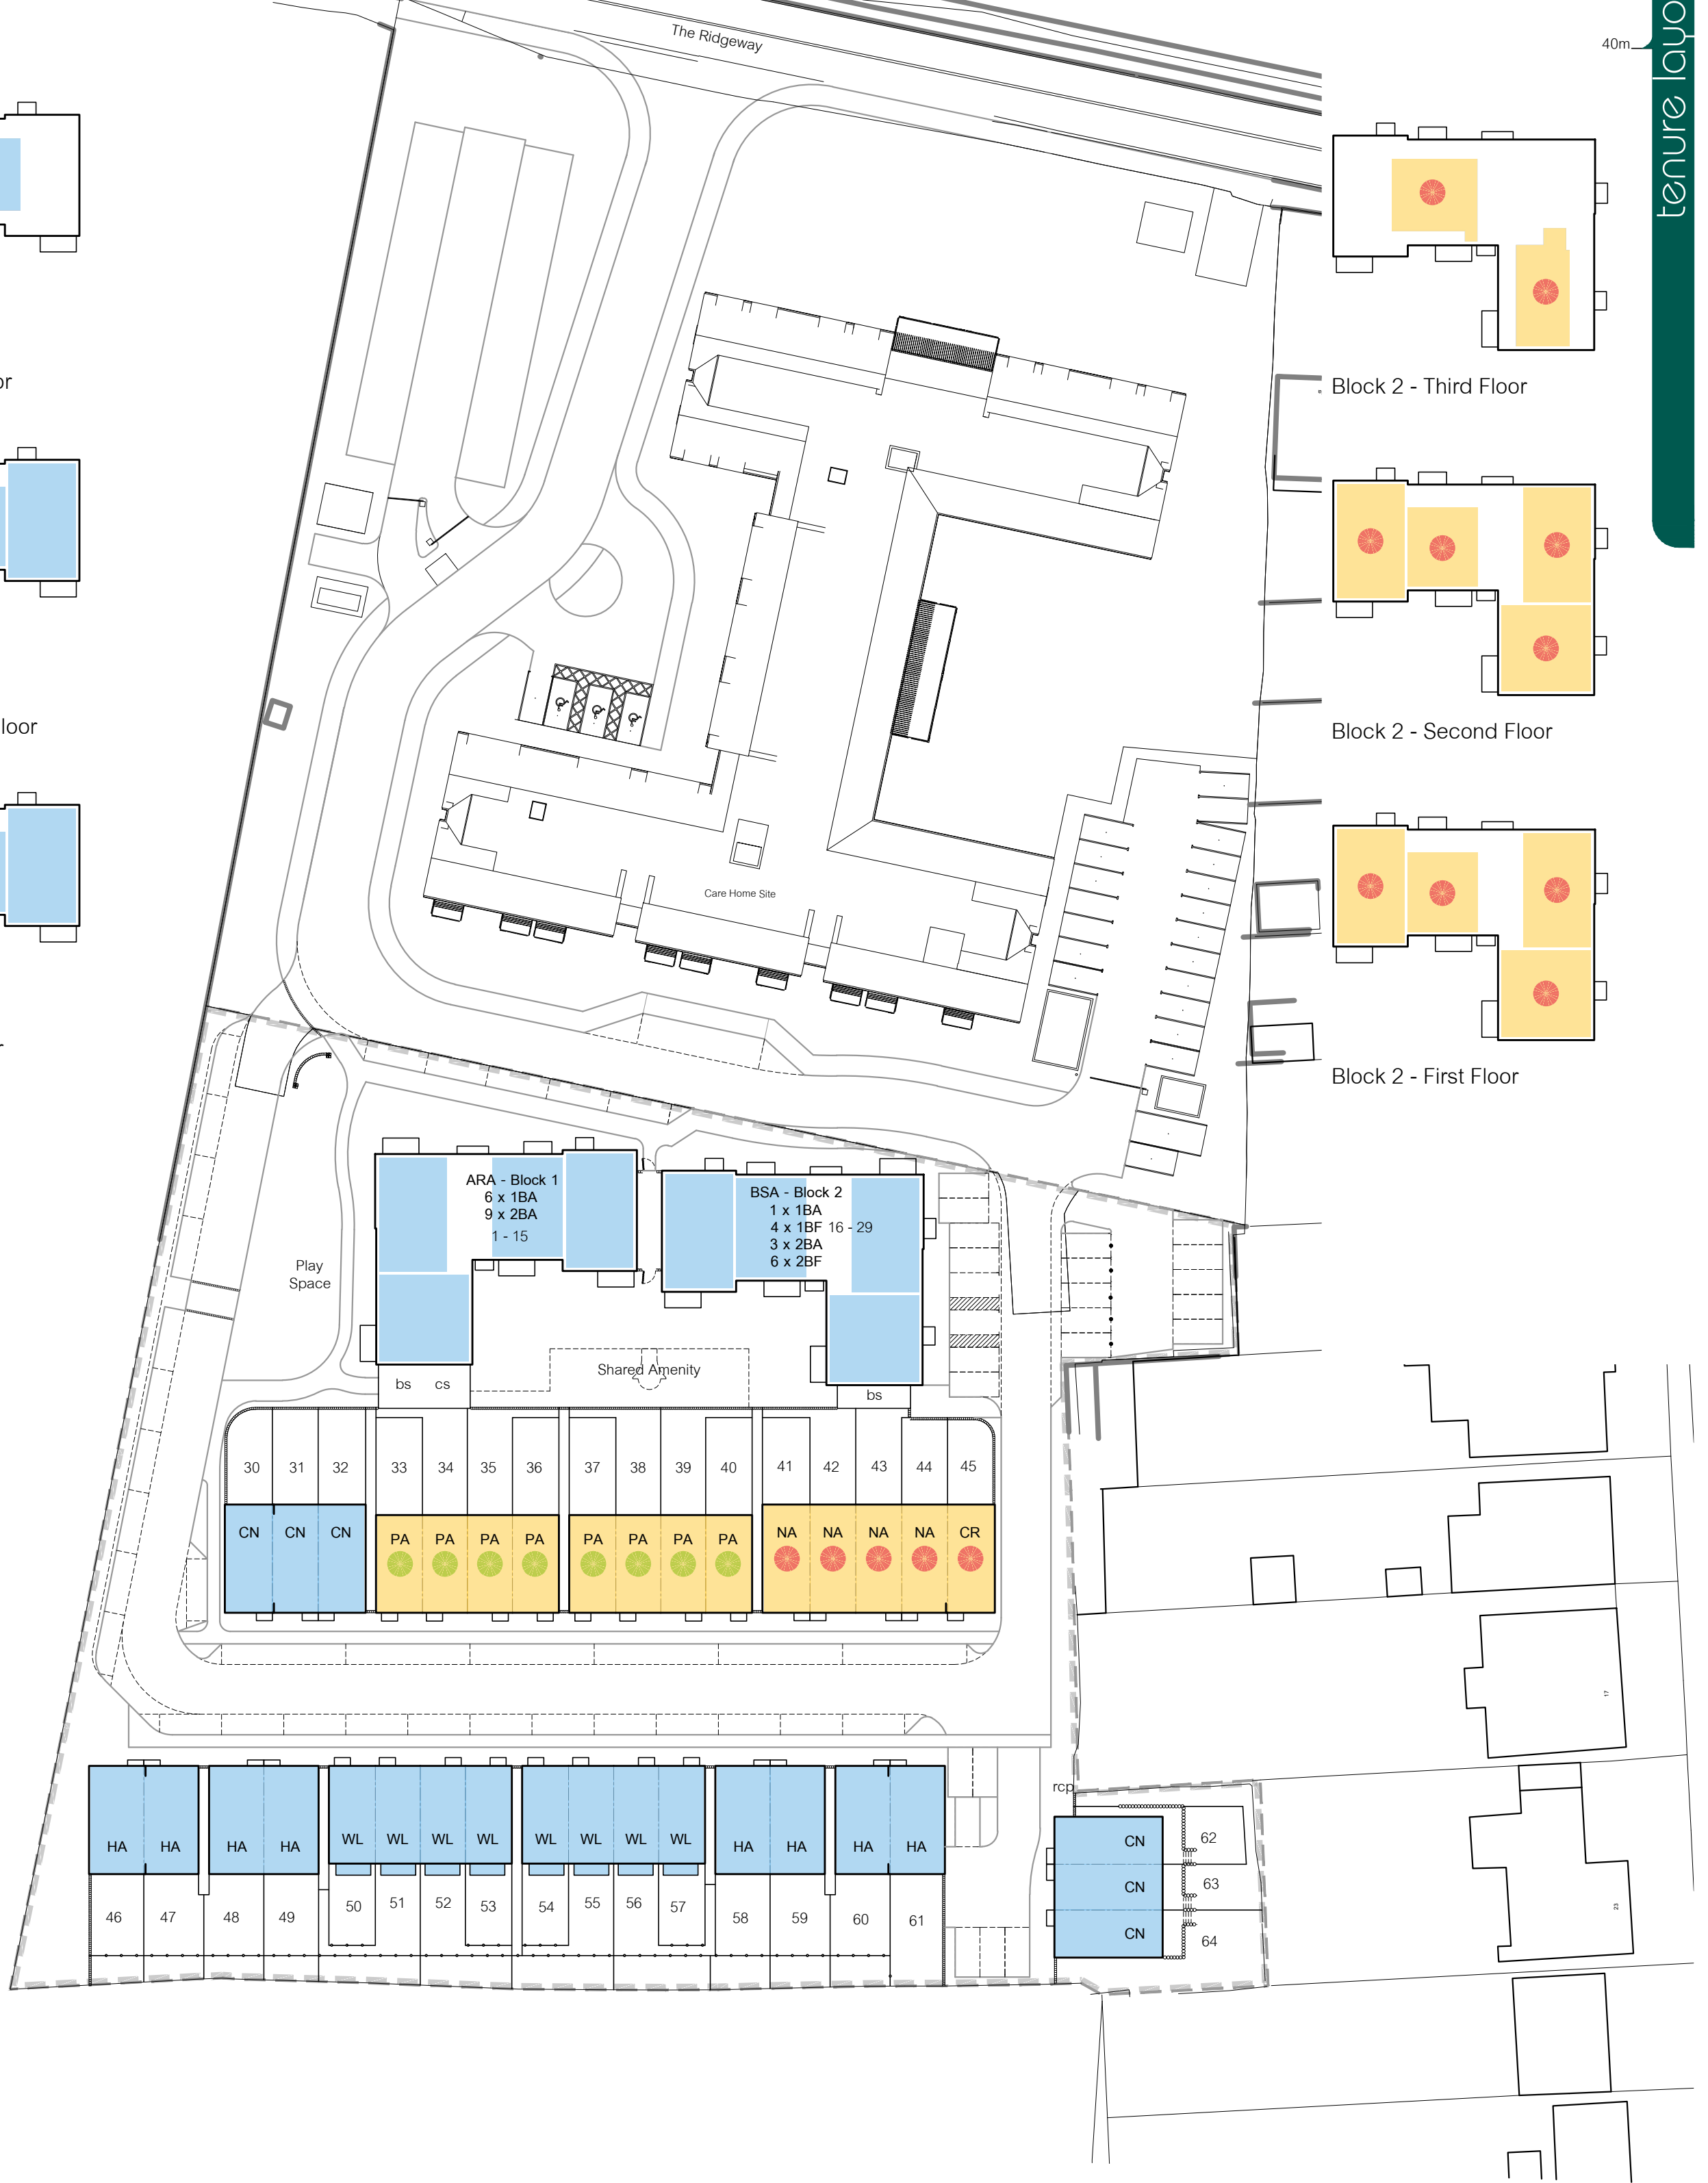 The Ridgeway
40m
tenure layo
or
loor
r
Block 2 - Third Floor
Block 2 - Second Floor
Block 2 - First Floor
Care Home Site
ARA - Block 1
6 x 1BA
9 x 2BA
1 - 15
BSA - Block 2
1 x 1BA
4 x 1BF 16 - 29
3 x 2BA
6 x 2BF
Play
Space
Shared Amenity
bs cs
bs
30 31 32 33 34 35 36 37 38 39 40 41 42 43 44 45
CN CN CN PA PA PA PA PA PA PA PA NA NA NA NA CR
17
rcp
HA HA HA HA WL WL WL WL WL WL WL WL HA HA HA HA
46 47 48 49 50 51 52 53 54 55 56 57 58 59 60 61
CN 62
CN 63
CN 64
23